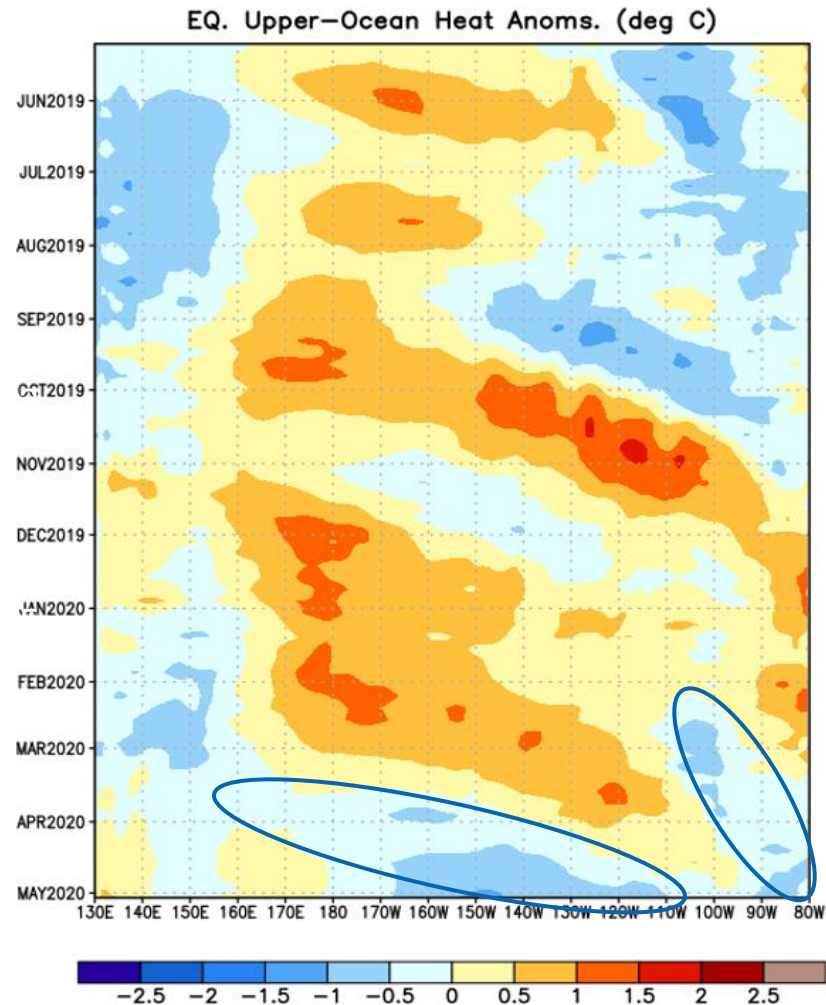 EQ. Upper-Ocean Heat Anoms. (deg C)
JUN2019
JUL2019
AUG2019
SEP2019
OCT2019
NOV2019
DEC2019
JAN2020
FEB2020
MAR2020
APR2020
MAY2020
130E 140E 150E 160E 170E 180 170W 160W 150W 140W 130W 120W 110W 100W 90W 80W
-2.5 -2 -1.5 -1 -0.5 0 0.5 1 1.5 2 2.5